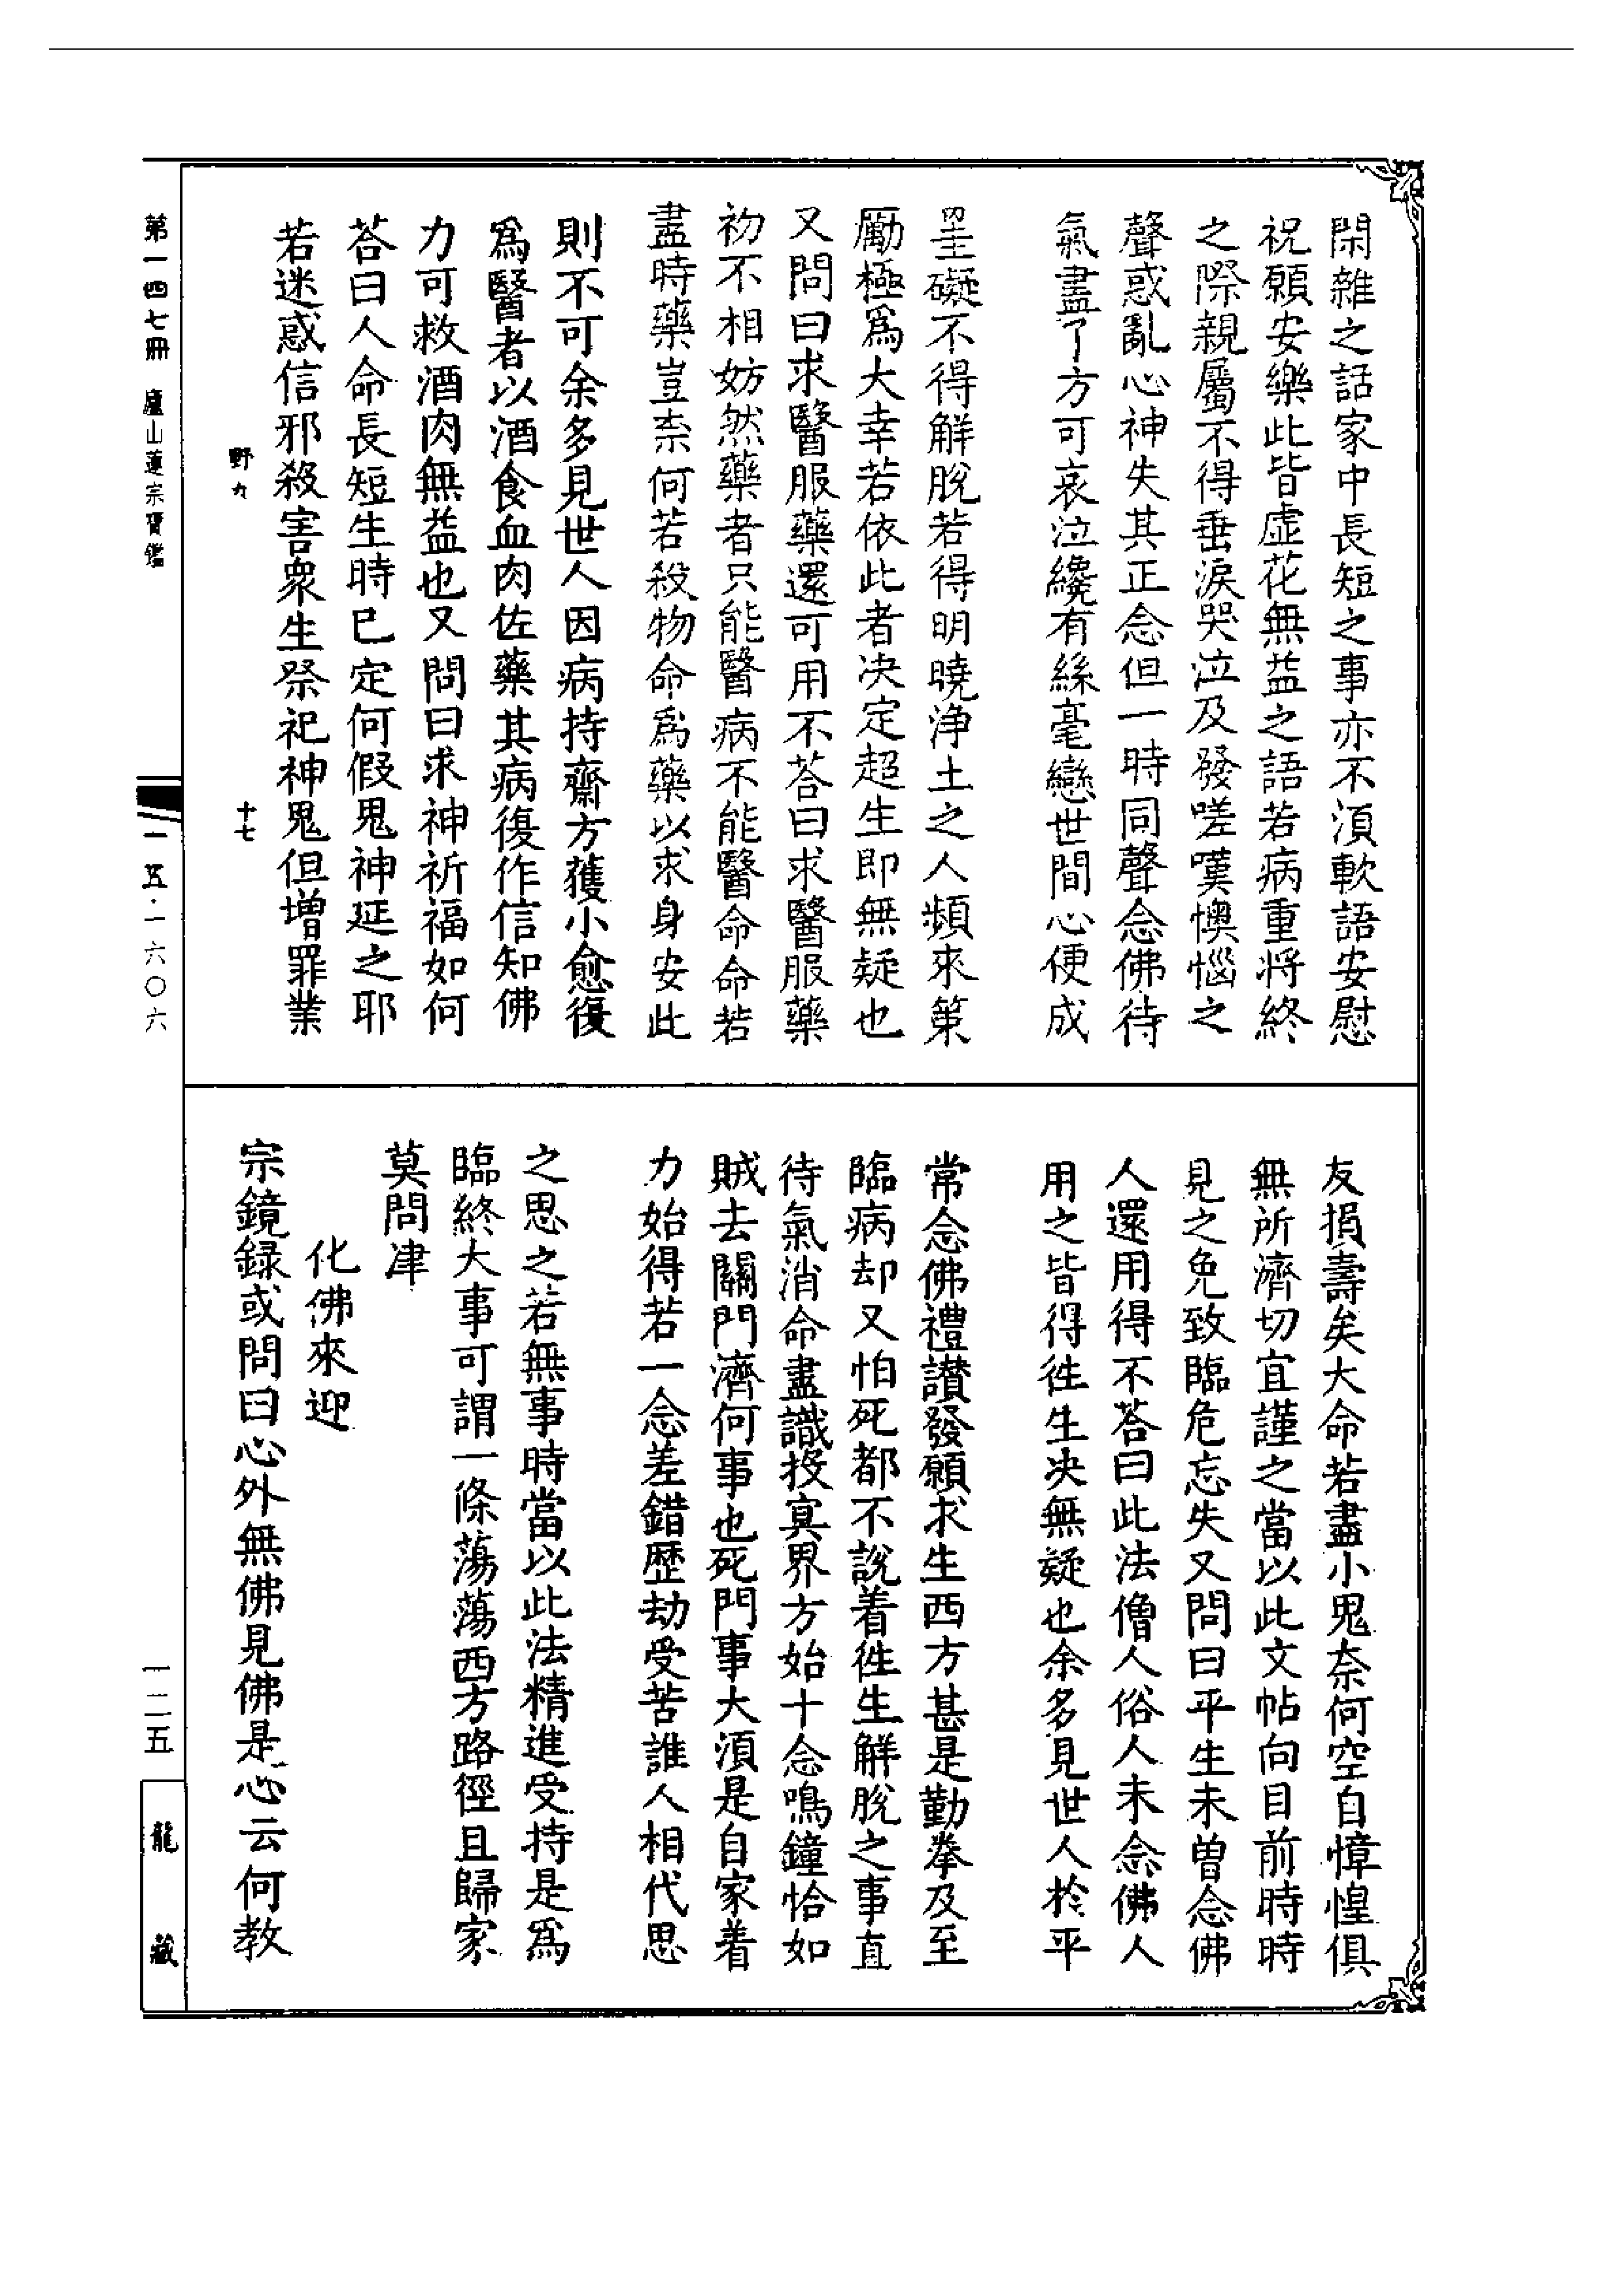 閑雜之話家中長短之事亦不湏軟語安慰
祝願安樂此皆虛花無益之語若病重將終
之際親屬不得垂淚哭泣及發嗟嘆懊惱之
聲惑亂心神失其正念但一時同聲念佛待
氣盡了方可哀泣纔有絲毫戀世間心便成
罣礙不得解脫若得明曉淨土之人頻來策
勵極爲大幸若依此者决定超生即無疑也
又問曰求醫服藥還可用不荅曰求醫服藥
初不相妨然藥者只能醫病不能醫命命若
盡時藥豈柰何若殺物命爲藥以求身安此
則不可余多見世人因病持齋方獲小愈復
爲醫者以酒食血肉佐藥其病復作信知佛
力可救酒肉無益也又問曰求神祈福如何
荅曰人命長短生時已定何假鬼神延之耶
若迷惑信邪殺害衆生祭祀神鬼但增罪業
野九 十七
友損壽矣大命若盡小鬼奈何空自慞惶俱
無所濟切宜謹之當以此文帖向目前時時
見之免致臨危忘失又問曰平生未曽念佛
人還用得不荅曰此法僧人俗人未念佛人
用之皆得徃生决無疑也余多見世人於平
常念佛禮讃發願求生西方甚是勤拳及至
臨病却又怕死都不說着徃生解脫之事直
待氣消命盡識投冥界方始十念鳴鐘恰如
賊去關門濟何事也死門事大湏是自家着
力始得若一念差錯歷劫受苦誰人相代思
之思之若無事時當以此法精進受持是爲
臨終大事可謂一條蕩蕩西方路徑且歸家
莫問津
化佛來迎
宗鏡録或問曰心外無佛見佛是心云何教
第一四七冊 廬山蓮宗寶鑑
一五·一六〇六
一二五
龍藏